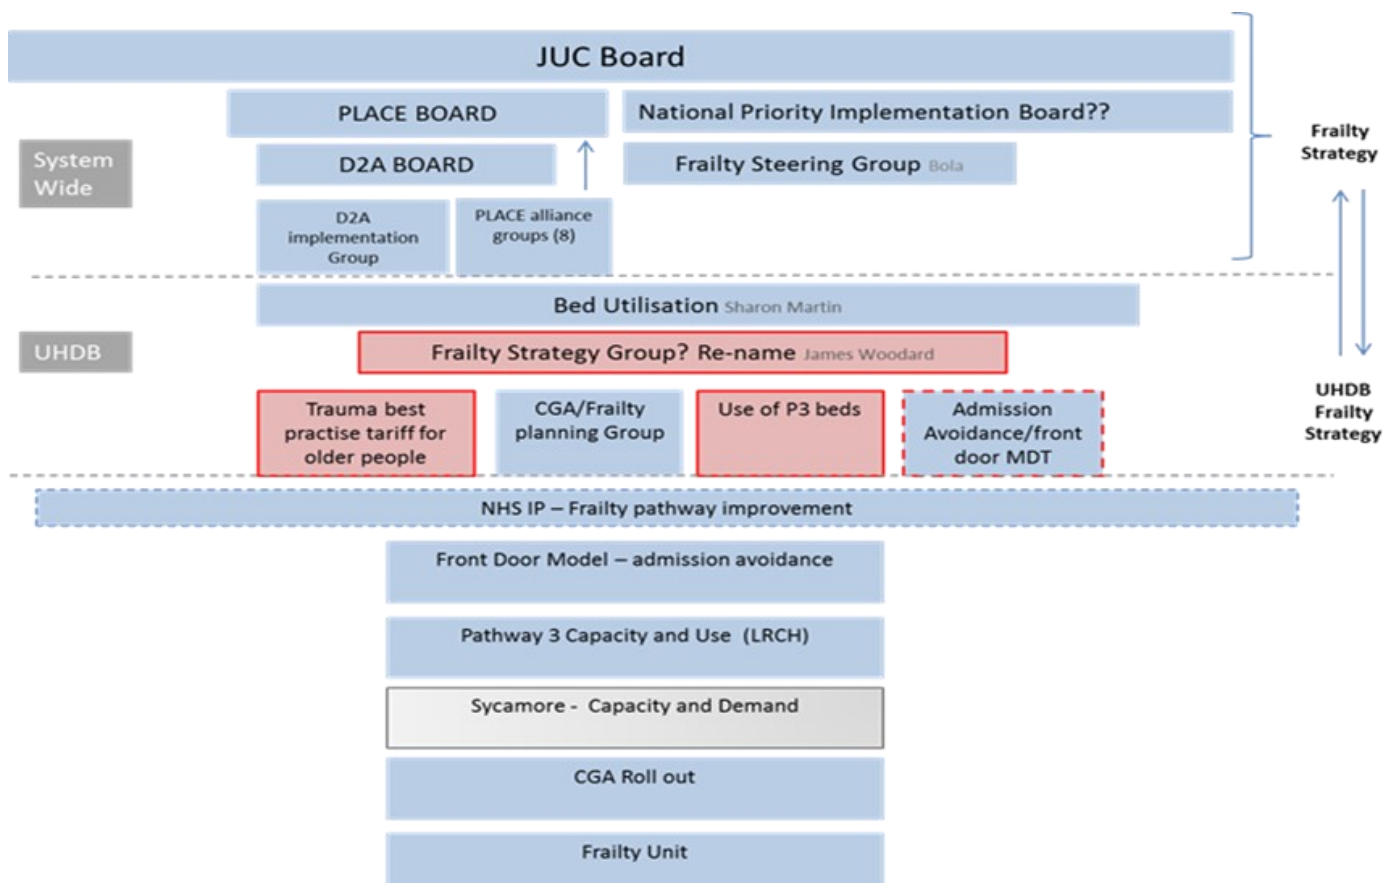 JUC Board
PLACE BOARD
National Priority Implementation Board??
System
Wide
D2A BOARD
Frailty Steering Group Bola
Frailty
Strategy
D2A
implementation
Group
PLACE alliance
groups (8)
Bed Utilisation Sharon Martin
UHDB
Frailty Strategy Group? Re-name James Woodard
Trauma best
practise tariff for
older people
CGA/Frailty
planning Group
Use of P3 beds
Admission
Avoidance/front
door MDT
UHDB
Frailty
Strategy
NHS IP – Frailty pathway improvement
Front Door Model – admission avoidance
Pathway 3 Capacity and Use (LRCH)
Sycamore - Capacity and Demand
CGA Roll out
Frailty Unit